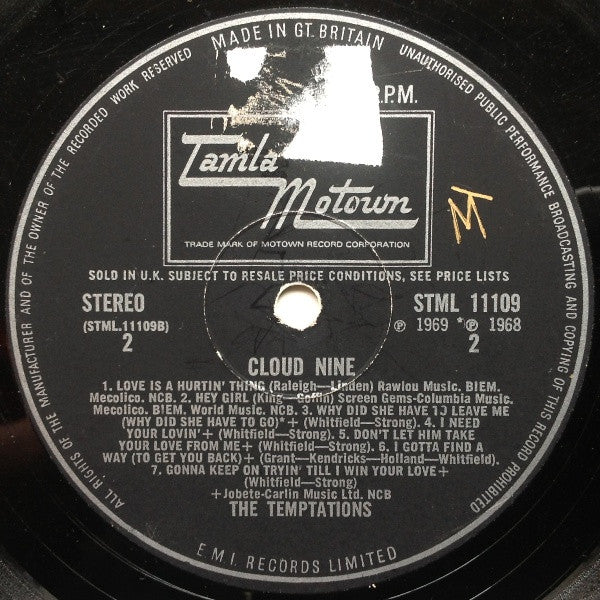 MADE IN GT. BRITAIN
UNAUTHORISED PUBLIC PERFORMANCE BROADCASTING AND COPYING OF THIS RECORD PROHIBITED
ALL RIGHTS OF THE MANUFACTURER AND OF THE OWNER OF THE RECORDED WORK RESERVED
R.P.M.
Tamla
Motown
MT
TRADE MARK OF MOTOWN RECORD CORPORATION
SOLD IN U.K. SUBJECT TO RESALE PRICE CONDITIONS, SEE PRICE LISTS
STEREO STML 11109
(STML.11109B) ℗ 1969 *℗ 1968
2 2
CLOUD NINE
1. LOVE IS A HURTIN' THING (Raleigh—Linden) Rawlou Music. BIEM.
Mecolico. NCB. 2. HEY GIRL (King—Goffin) Screen Gems-Columbia Music.
Mecolico. BIEM. World Music. NCB. 3. WHY DID SHE HAVE TO LEAVE ME
(WHY DID SHE HAVE TO GO)*+ (Whitfield—Strong). 4. I NEED
YOUR LOVIN'+ (Whitfield—Strong). 5. DON'T LET HIM TAKE
YOUR LOVE FROM ME+ (Whitfield—Strong). 6. I GOTTA FIND A
WAY (TO GET YOU BACK)+ (Grant—Kendricks—Holland—Whitfield).
7. GONNA KEEP ON TRYIN' TILL I WIN YOUR LOVE+
(Whitfield—Strong)
+Jobete-Carlin Music Ltd. NCB
THE TEMPTATIONS
E.M.I. RECORDS LIMITED